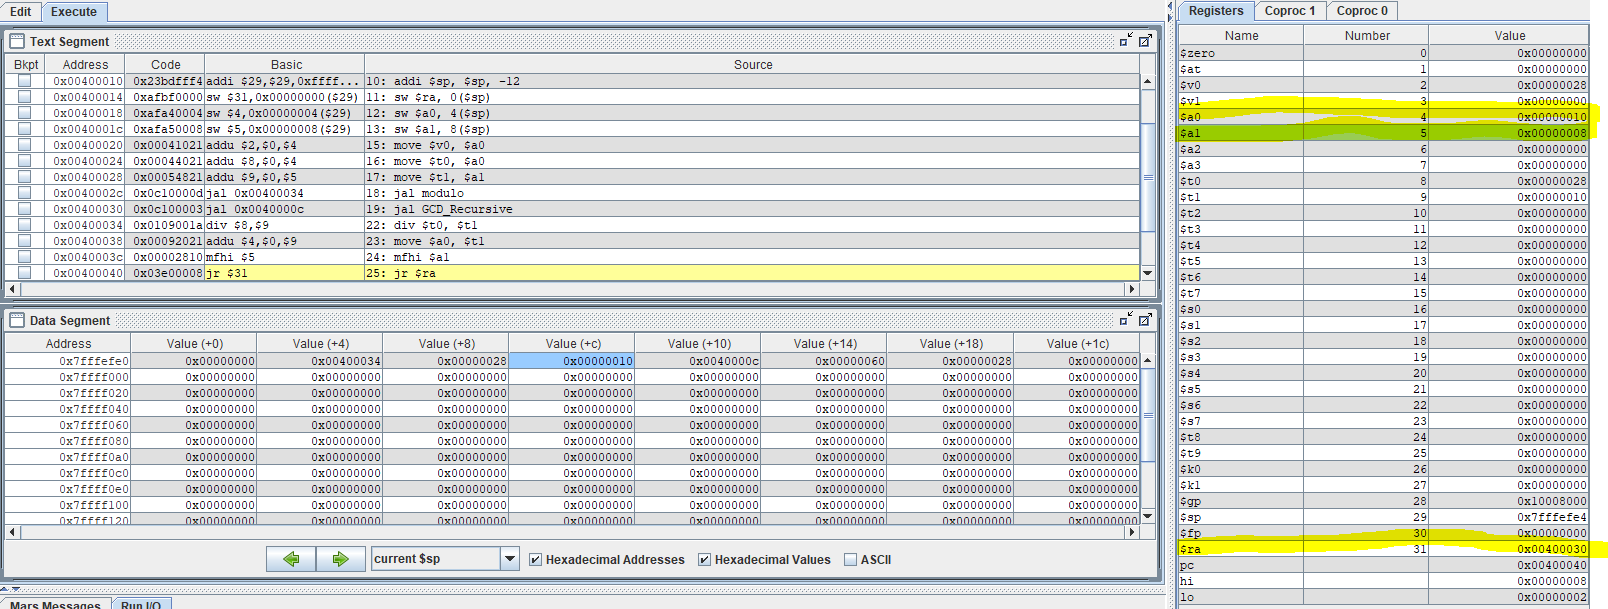 Edit Execute
Text Segment
Bkpt Address Code Basic Source
0x00400010 0x23bdfff4 addi $29,$29,0xffff... 10: addi $sp, $sp, -12
0x00400014 0xafbf0000 sw $31,0x00000000($29) 11: sw $ra, 0($sp)
0x00400018 0xafa40004 sw $4,0x00000004($29) 12: sw $a0, 4($sp)
0x0040001c 0xafa50008 sw $5,0x00000008($29) 13: sw $a1, 8($sp)
0x00400020 0x00041021 addu $2,$0,$4 15: move $v0, $a0
0x00400024 0x00044021 addu $8,$0,$4 16: move $t0, $a0
0x00400028 0x00054821 addu $9,$0,$5 17: move $t1, $a1
0x0040002c 0x0c10000d jal 0x00400034 18: jal modulo
0x00400030 0x0c100003 jal 0x0040000c 19: jal GCD_Recursive
0x00400034 0x0109001a div $8,$9 22: div $t0, $t1
0x00400038 0x00092021 addu $4,$0,$9 23: move $a0, $t1
0x0040003c 0x00002810 mfhi $5 24: mfhi $a1
0x00400040 0x03e00008 jr $31 25: jr $ra
Data Segment
Address Value (+0) Value (+4) Value (+8) Value (+c) Value (+10) Value (+14) Value (+18) Value (+1c)
0x7fffefe0 0x00000000 0x00400034 0x00000028 0x00000010 0x0040000c 0x00000060 0x00000028 0x00000000
0x7ffff000 0x00000000 0x00000000 0x00000000 0x00000000 0x00000000 0x00000000 0x00000000 0x00000000
0x7ffff020 0x00000000 0x00000000 0x00000000 0x00000000 0x00000000 0x00000000 0x00000000 0x00000000
0x7ffff040 0x00000000 0x00000000 0x00000000 0x00000000 0x00000000 0x00000000 0x00000000 0x00000000
0x7ffff060 0x00000000 0x00000000 0x00000000 0x00000000 0x00000000 0x00000000 0x00000000 0x00000000
0x7ffff080 0x00000000 0x00000000 0x00000000 0x00000000 0x00000000 0x00000000 0x00000000 0x00000000
0x7ffff0a0 0x00000000 0x00000000 0x00000000 0x00000000 0x00000000 0x00000000 0x00000000 0x00000000
0x7ffff0c0 0x00000000 0x00000000 0x00000000 0x00000000 0x00000000 0x00000000 0x00000000 0x00000000
0x7ffff0e0 0x00000000 0x00000000 0x00000000 0x00000000 0x00000000 0x00000000 0x00000000 0x00000000
0x7ffff100 0x00000000 0x00000000 0x00000000 0x00000000 0x00000000 0x00000000 0x00000000 0x00000000
0x7ffff120 0x00000000 0x00000000 0x00000000 0x00000000 0x00000000 0x00000000 0x00000000 0x00000000
current $sp Hexadecimal Addresses Hexadecimal Values ASCII
Mars Messages Run I/O
Registers Coproc 1 Coproc 0
Name Number Value
$zero 0 0x00000000
$at 1 0x00000000
$v0 2 0x00000028
$v1 3 0x00000000
$a0 4 0x00000010
$a1 5 0x00000008
$a2 6 0x00000000
$a3 7 0x00000000
$t0 8 0x00000028
$t1 9 0x00000010
$t2 10 0x00000000
$t3 11 0x00000000
$t4 12 0x00000000
$t5 13 0x00000000
$t6 14 0x00000000
$t7 15 0x00000000
$s0 16 0x00000000
$s1 17 0x00000000
$s2 18 0x00000000
$s3 19 0x00000000
$s4 20 0x00000000
$s5 21 0x00000000
$s6 22 0x00000000
$s7 23 0x00000000
$t8 24 0x00000000
$t9 25 0x00000000
$k0 26 0x00000000
$k1 27 0x00000000
$gp 28 0x10008000
$sp 29 0x7fffefe4
$fp 30 0x00000000
$ra 31 0x00400030
pc 0x00400040
hi 0x00000008
lo 0x00000002